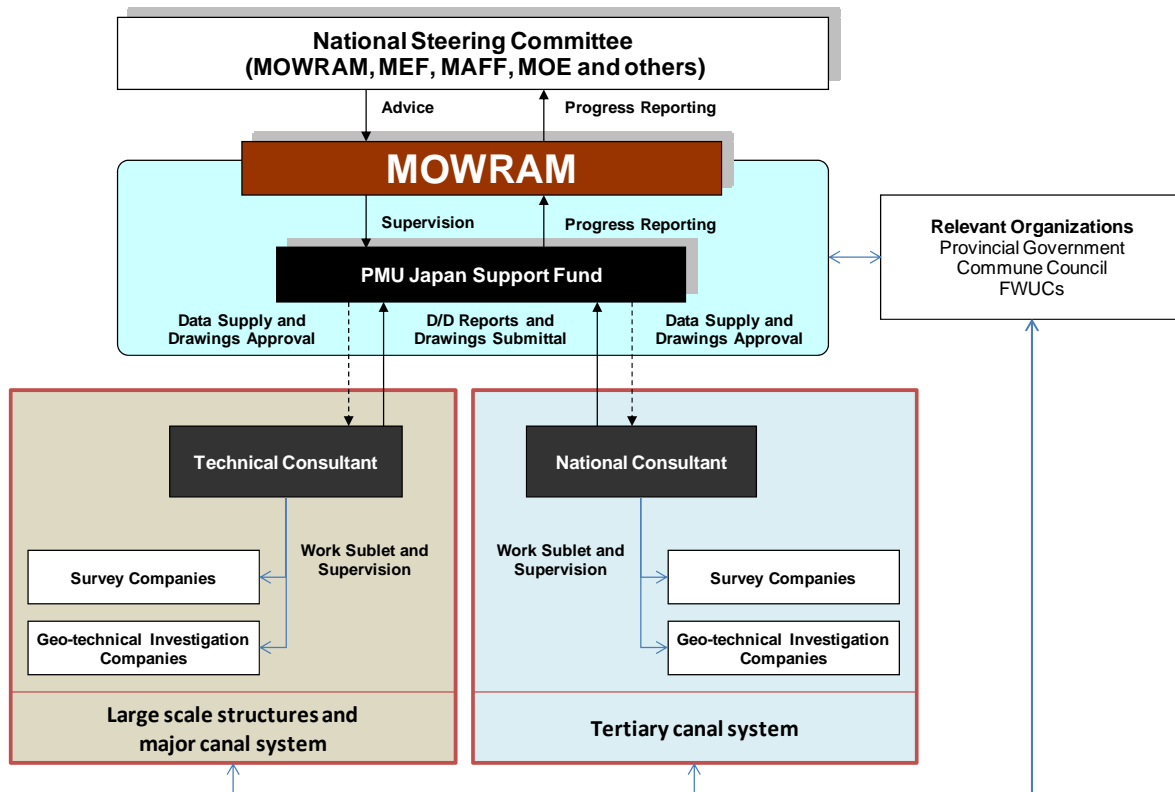 National Steering Committee
(MOWRAM, MEF, MAFF, MOE and others)
Advice
Progress Reporting
MOWRAM
Supervision
Progress Reporting
Relevant Organizations
Provincial Government
Commune Council
FWUCs
PMU Japan Support Fund
Data Supply and
Drawings Approval
D/D Reports and
Drawings Submittal
Data Supply and
Drawings Approval
Technical Consultant
Work Sublet and
Supervision
Survey Companies
Geo-technical Investigation
Companies
Large scale structures and
major canal system
National Consultant
Work Sublet and
Supervision
Survey Companies
Geo-technical Investigation
Companies
Tertiary canal system